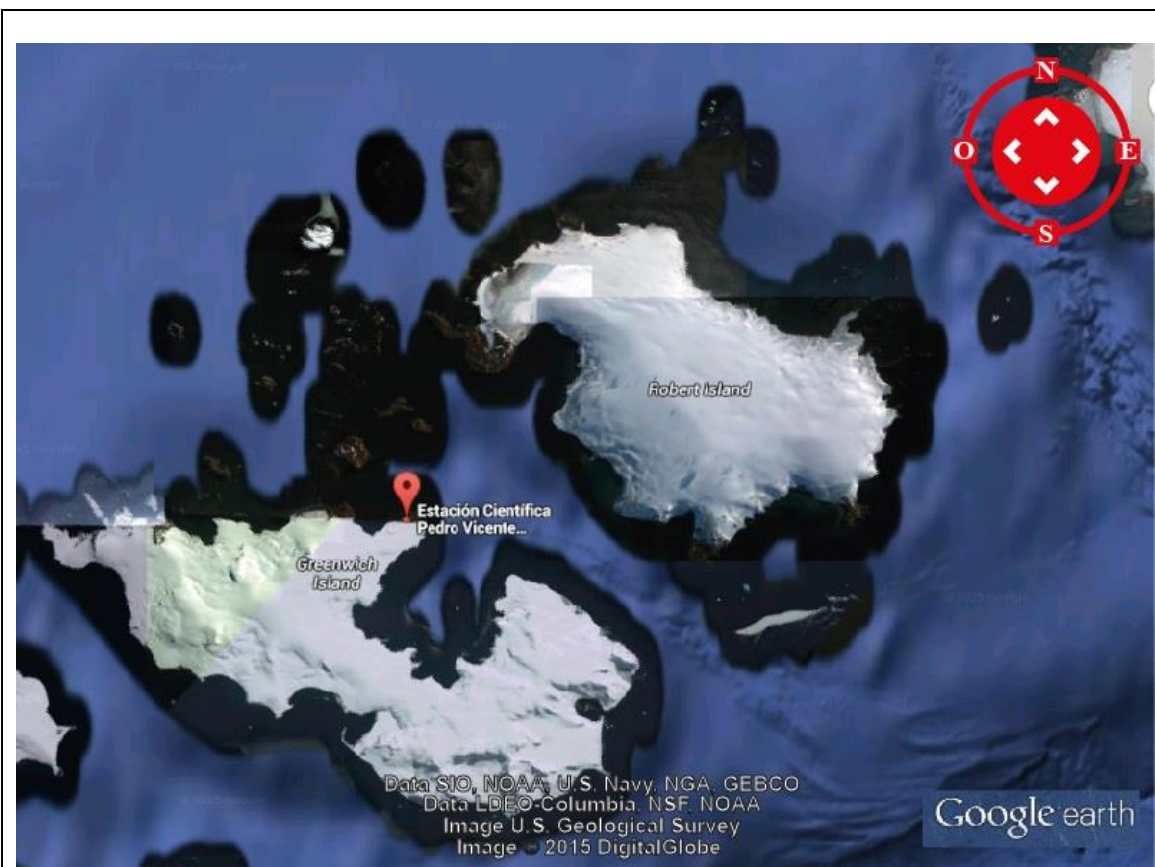 N
O
E
S
Robert Island
Estación Científica
Pedro Vicente...
Greenwich
Island
Data SIO, NOAA, U.S. Navy, NGA, GEBCO
Data LDEO-Columbia, NSF, NOAA
Image U.S. Geological Survey
Image © 2015 DigitalGlobe
Google earth